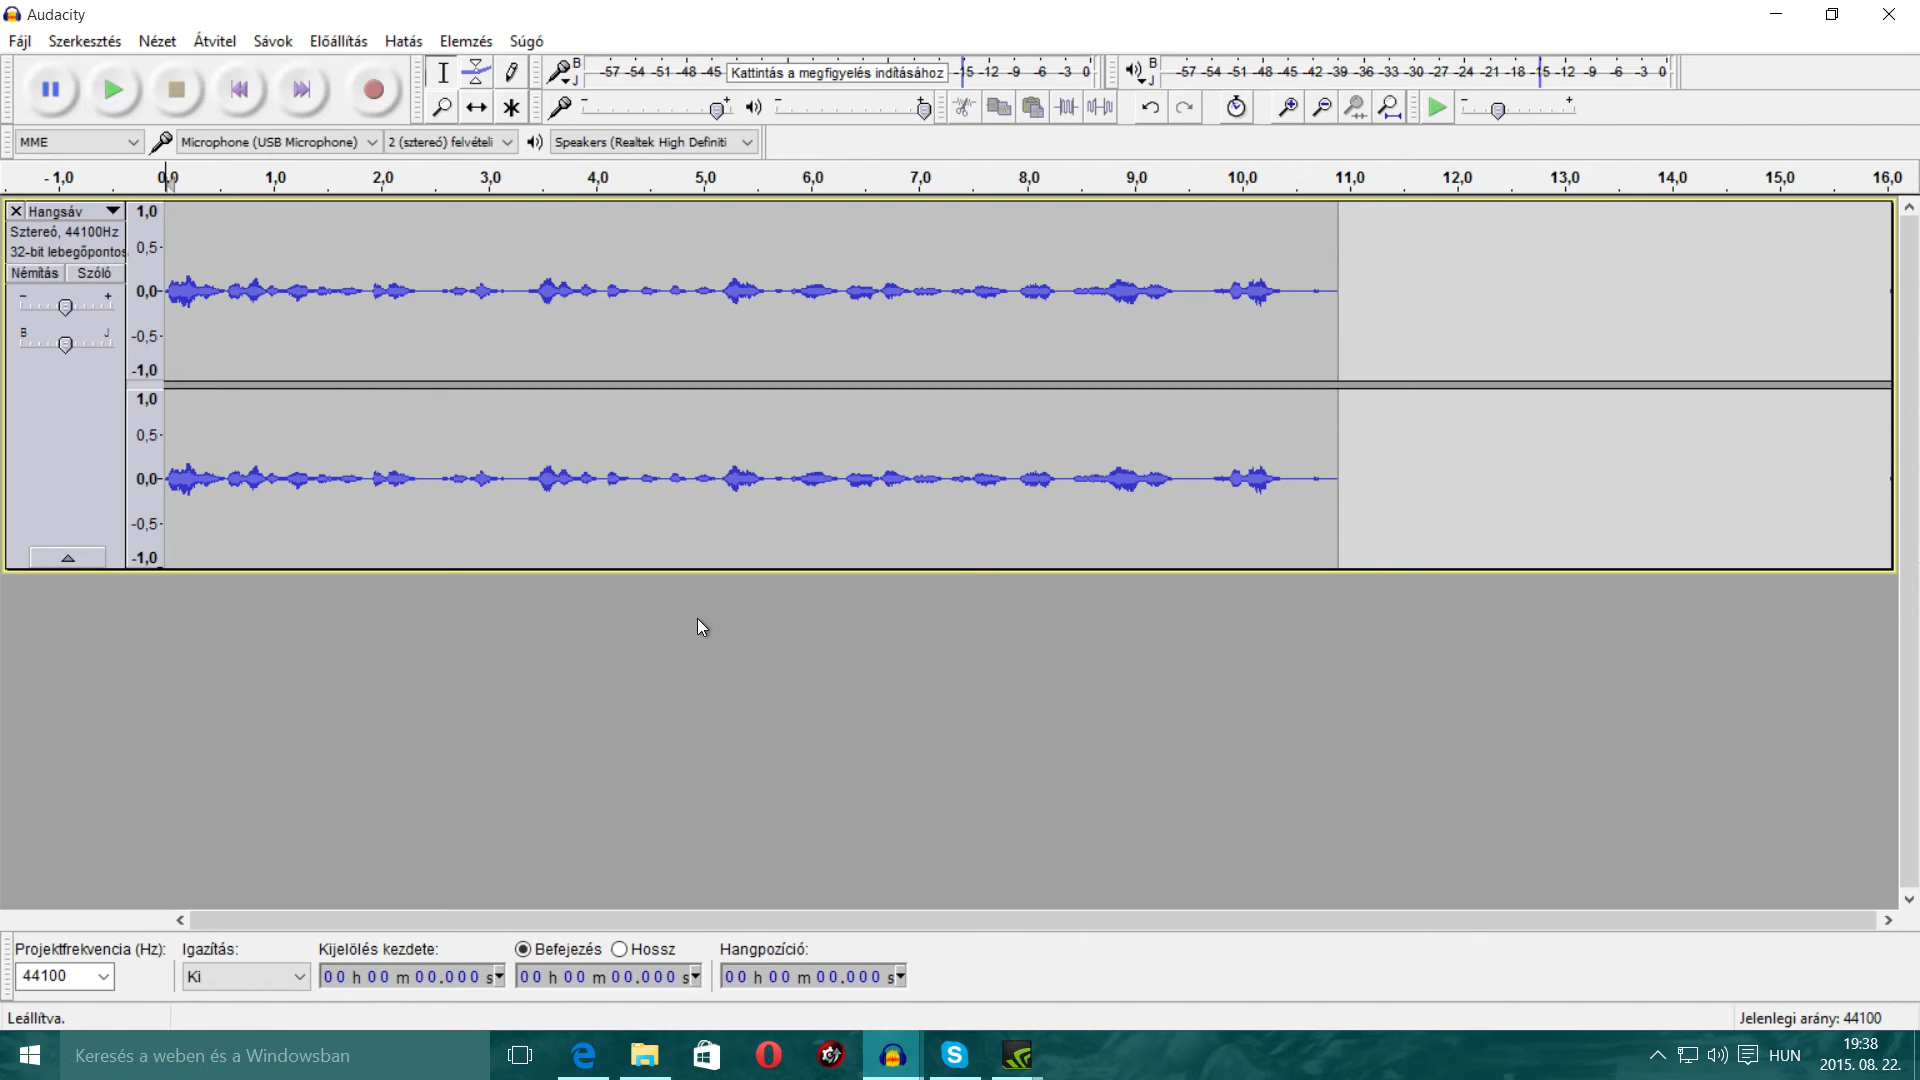 Audacity
Fájl Szerkesztés Nézet Átvitel Sávok Előállítás Hatás Elemzés Súgó
B J -57 -54 -51 -48 -45 Kattintás a megfigyelés indításához -15 -12 -9 -6 -3 0 B J -57 -54 -51 -48 -45 -42 -39 -36 -33 -30 -27 -24 -21 -18 -15 -12 -9 -6 -3 0
MME Microphone (USB Microphone) 2 (sztereó) felvételi Speakers (Realtek High Definiti
-1,0 0,0 1,0 2,0 3,0 4,0 5,0 6,0 7,0 8,0 9,0 10,0 11,0 12,0 13,0 14,0 15,0 16,0
Hangsáv 1,0
Sztereó, 44100Hz
32-bit lebegőpontos 0,5
Némítás Szóló
0,0
B J -0,5
-1,0
1,0
0,5
0,0
-0,5
-1,0
Projektfrekvencia (Hz): Igazítás: Kijelölés kezdete: Befejezés Hossz Hangpozíció:
44100 Ki 00 h 00 m 00.000 s 00 h 00 m 00.000 s 00 h 00 m 00.000 s
Leállítva. Jelenlegi arány: 44100
Keresés a weben és a Windowsban HUN 19:38
2015. 08. 22.